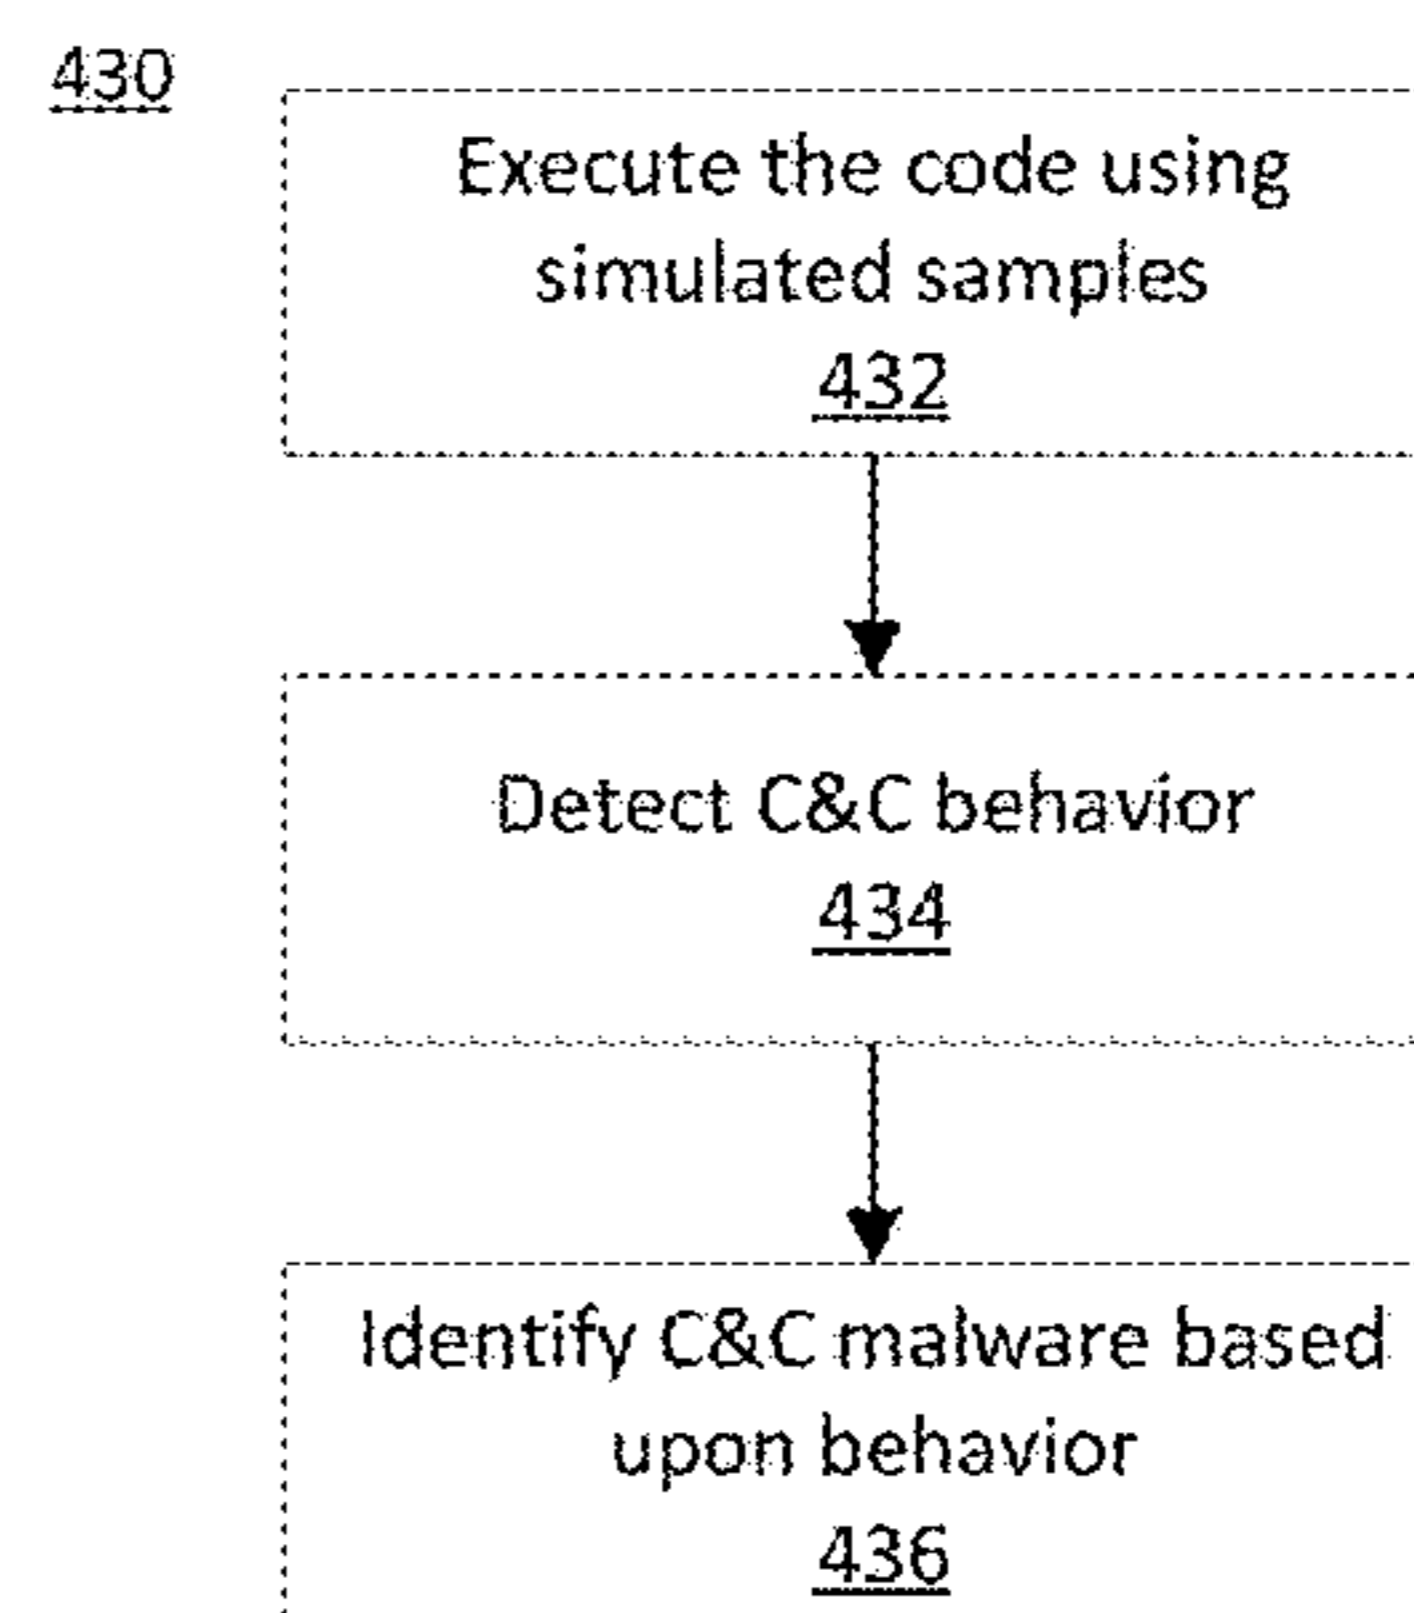 430
Execute the code using
simulated samples
432
Detect C&C behavior
434
Identify C&C malware based
upon behavior
436